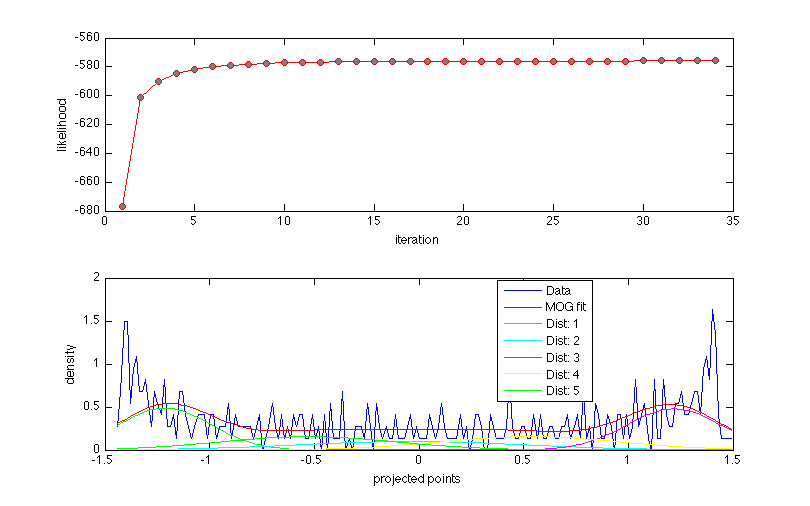 -560
-580
-600
-620
-640
-660
-680
likelihood
0 5 10 15 20 25 30 35
iteration
2
1.5
1
0.5
0
density
Data
MOG fit
Dist: 1
Dist: 2
Dist: 3
Dist: 4
Dist: 5
-1.5 -1 -0.5 0 0.5 1 1.5
projected points